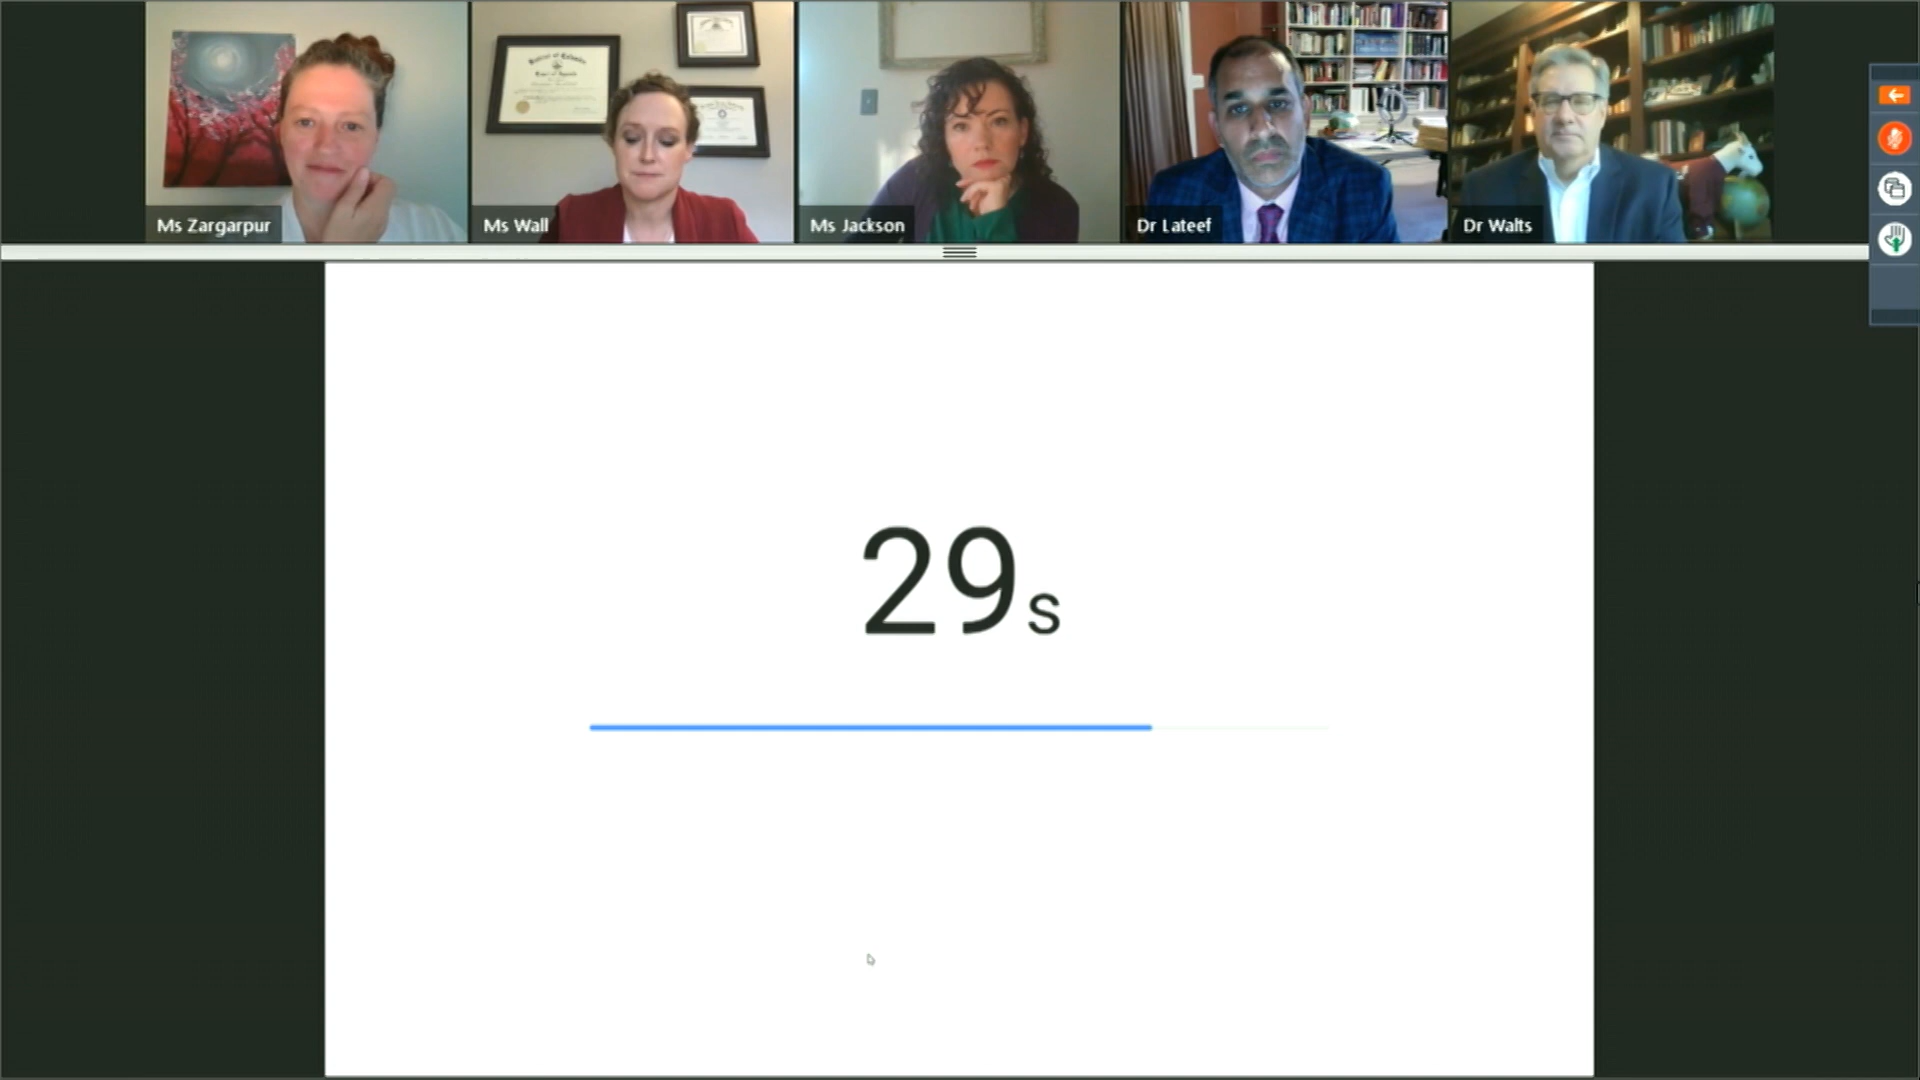 Ms Zargarpur
Ms Wall
Ms Jackson
Dr Lateef
Dr Walts
29s